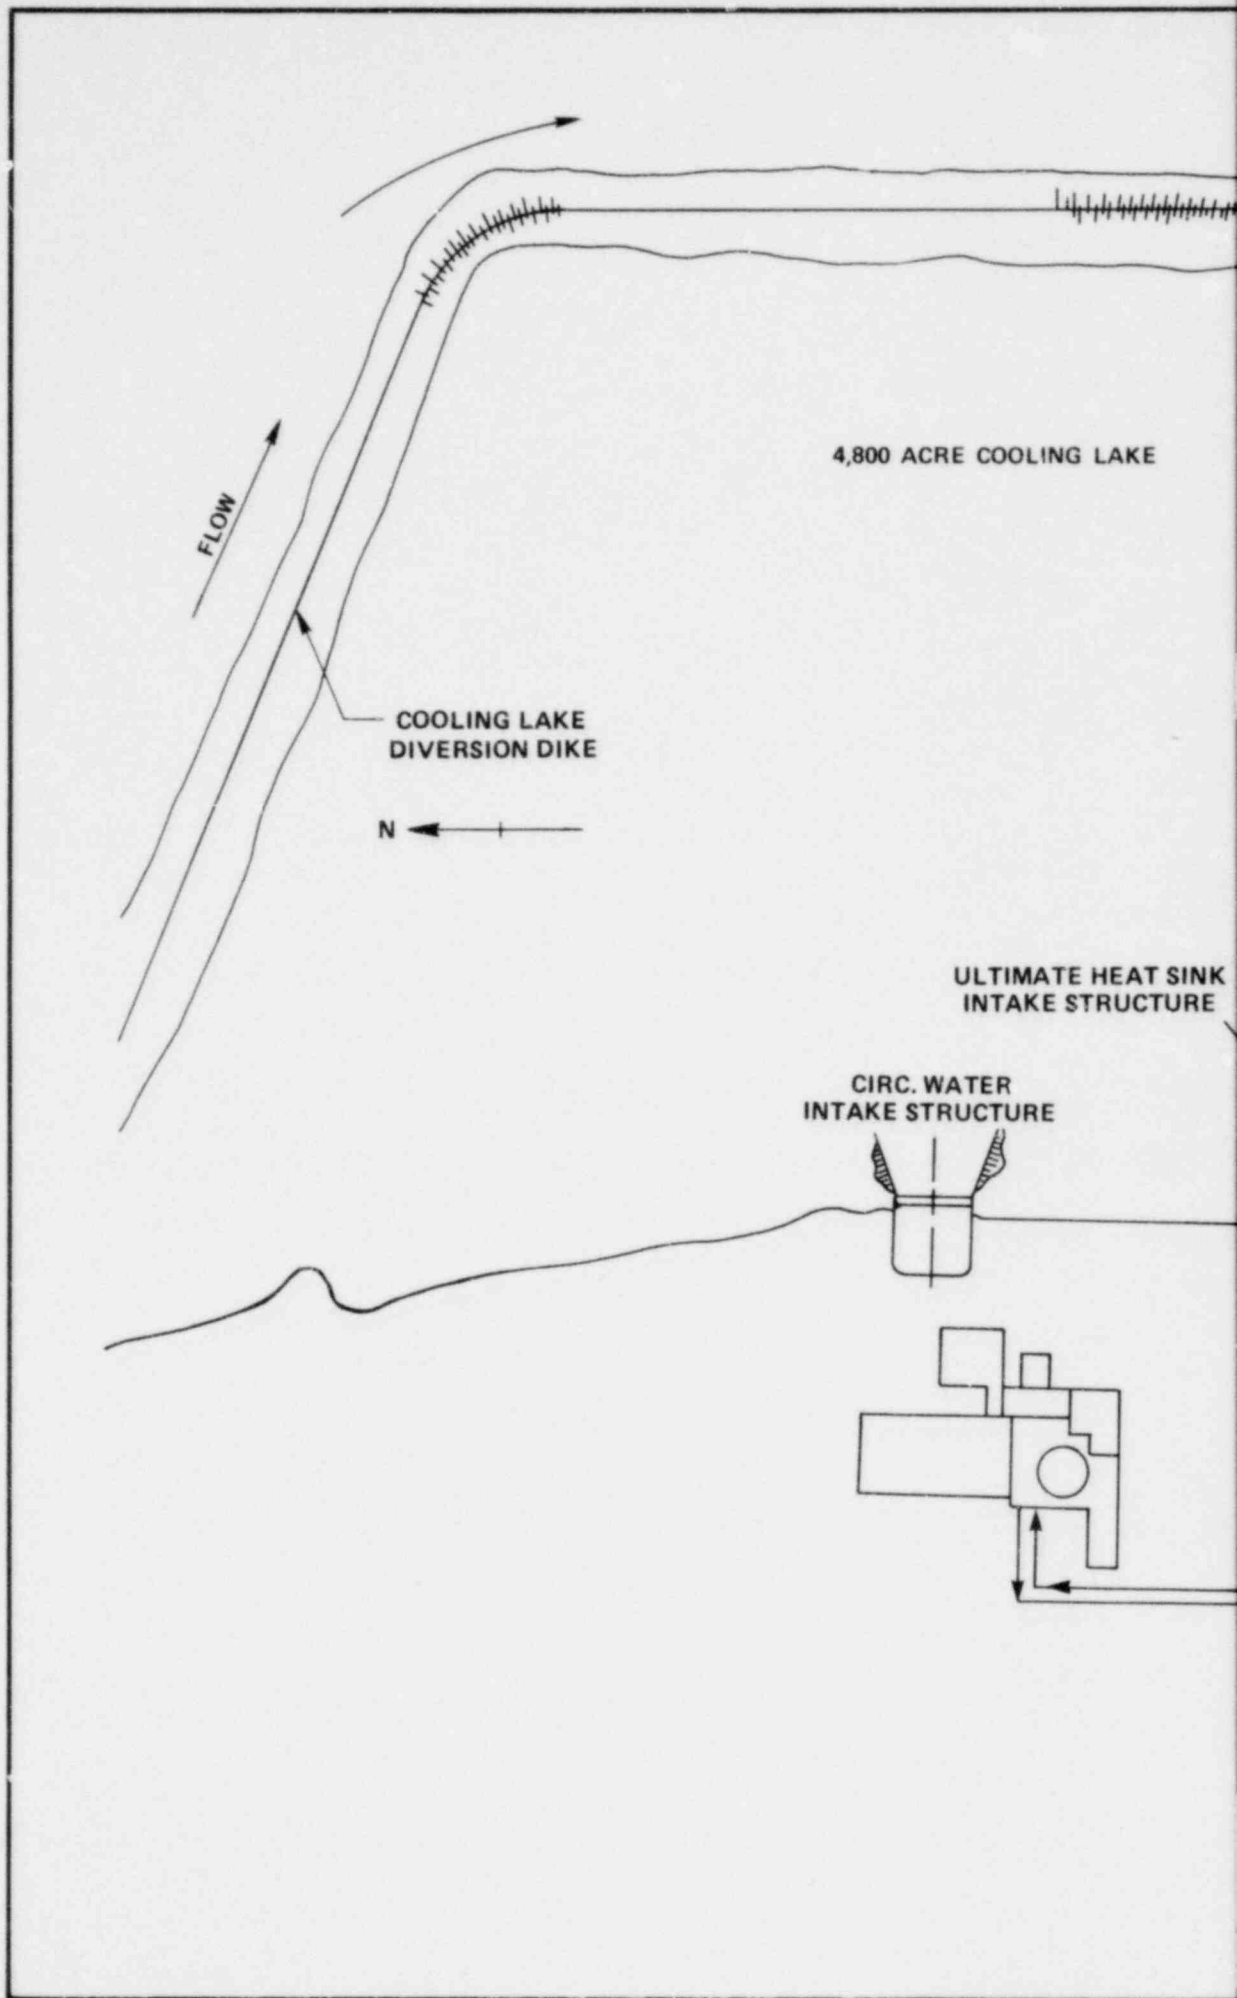 FLOW
4,800 ACRE COOLING LAKE
COOLING LAKE
DIVERSION DIKE
N
ULTIMATE HEAT SINK
INTAKE STRUCTURE
CIRC. WATER
INTAKE STRUCTURE